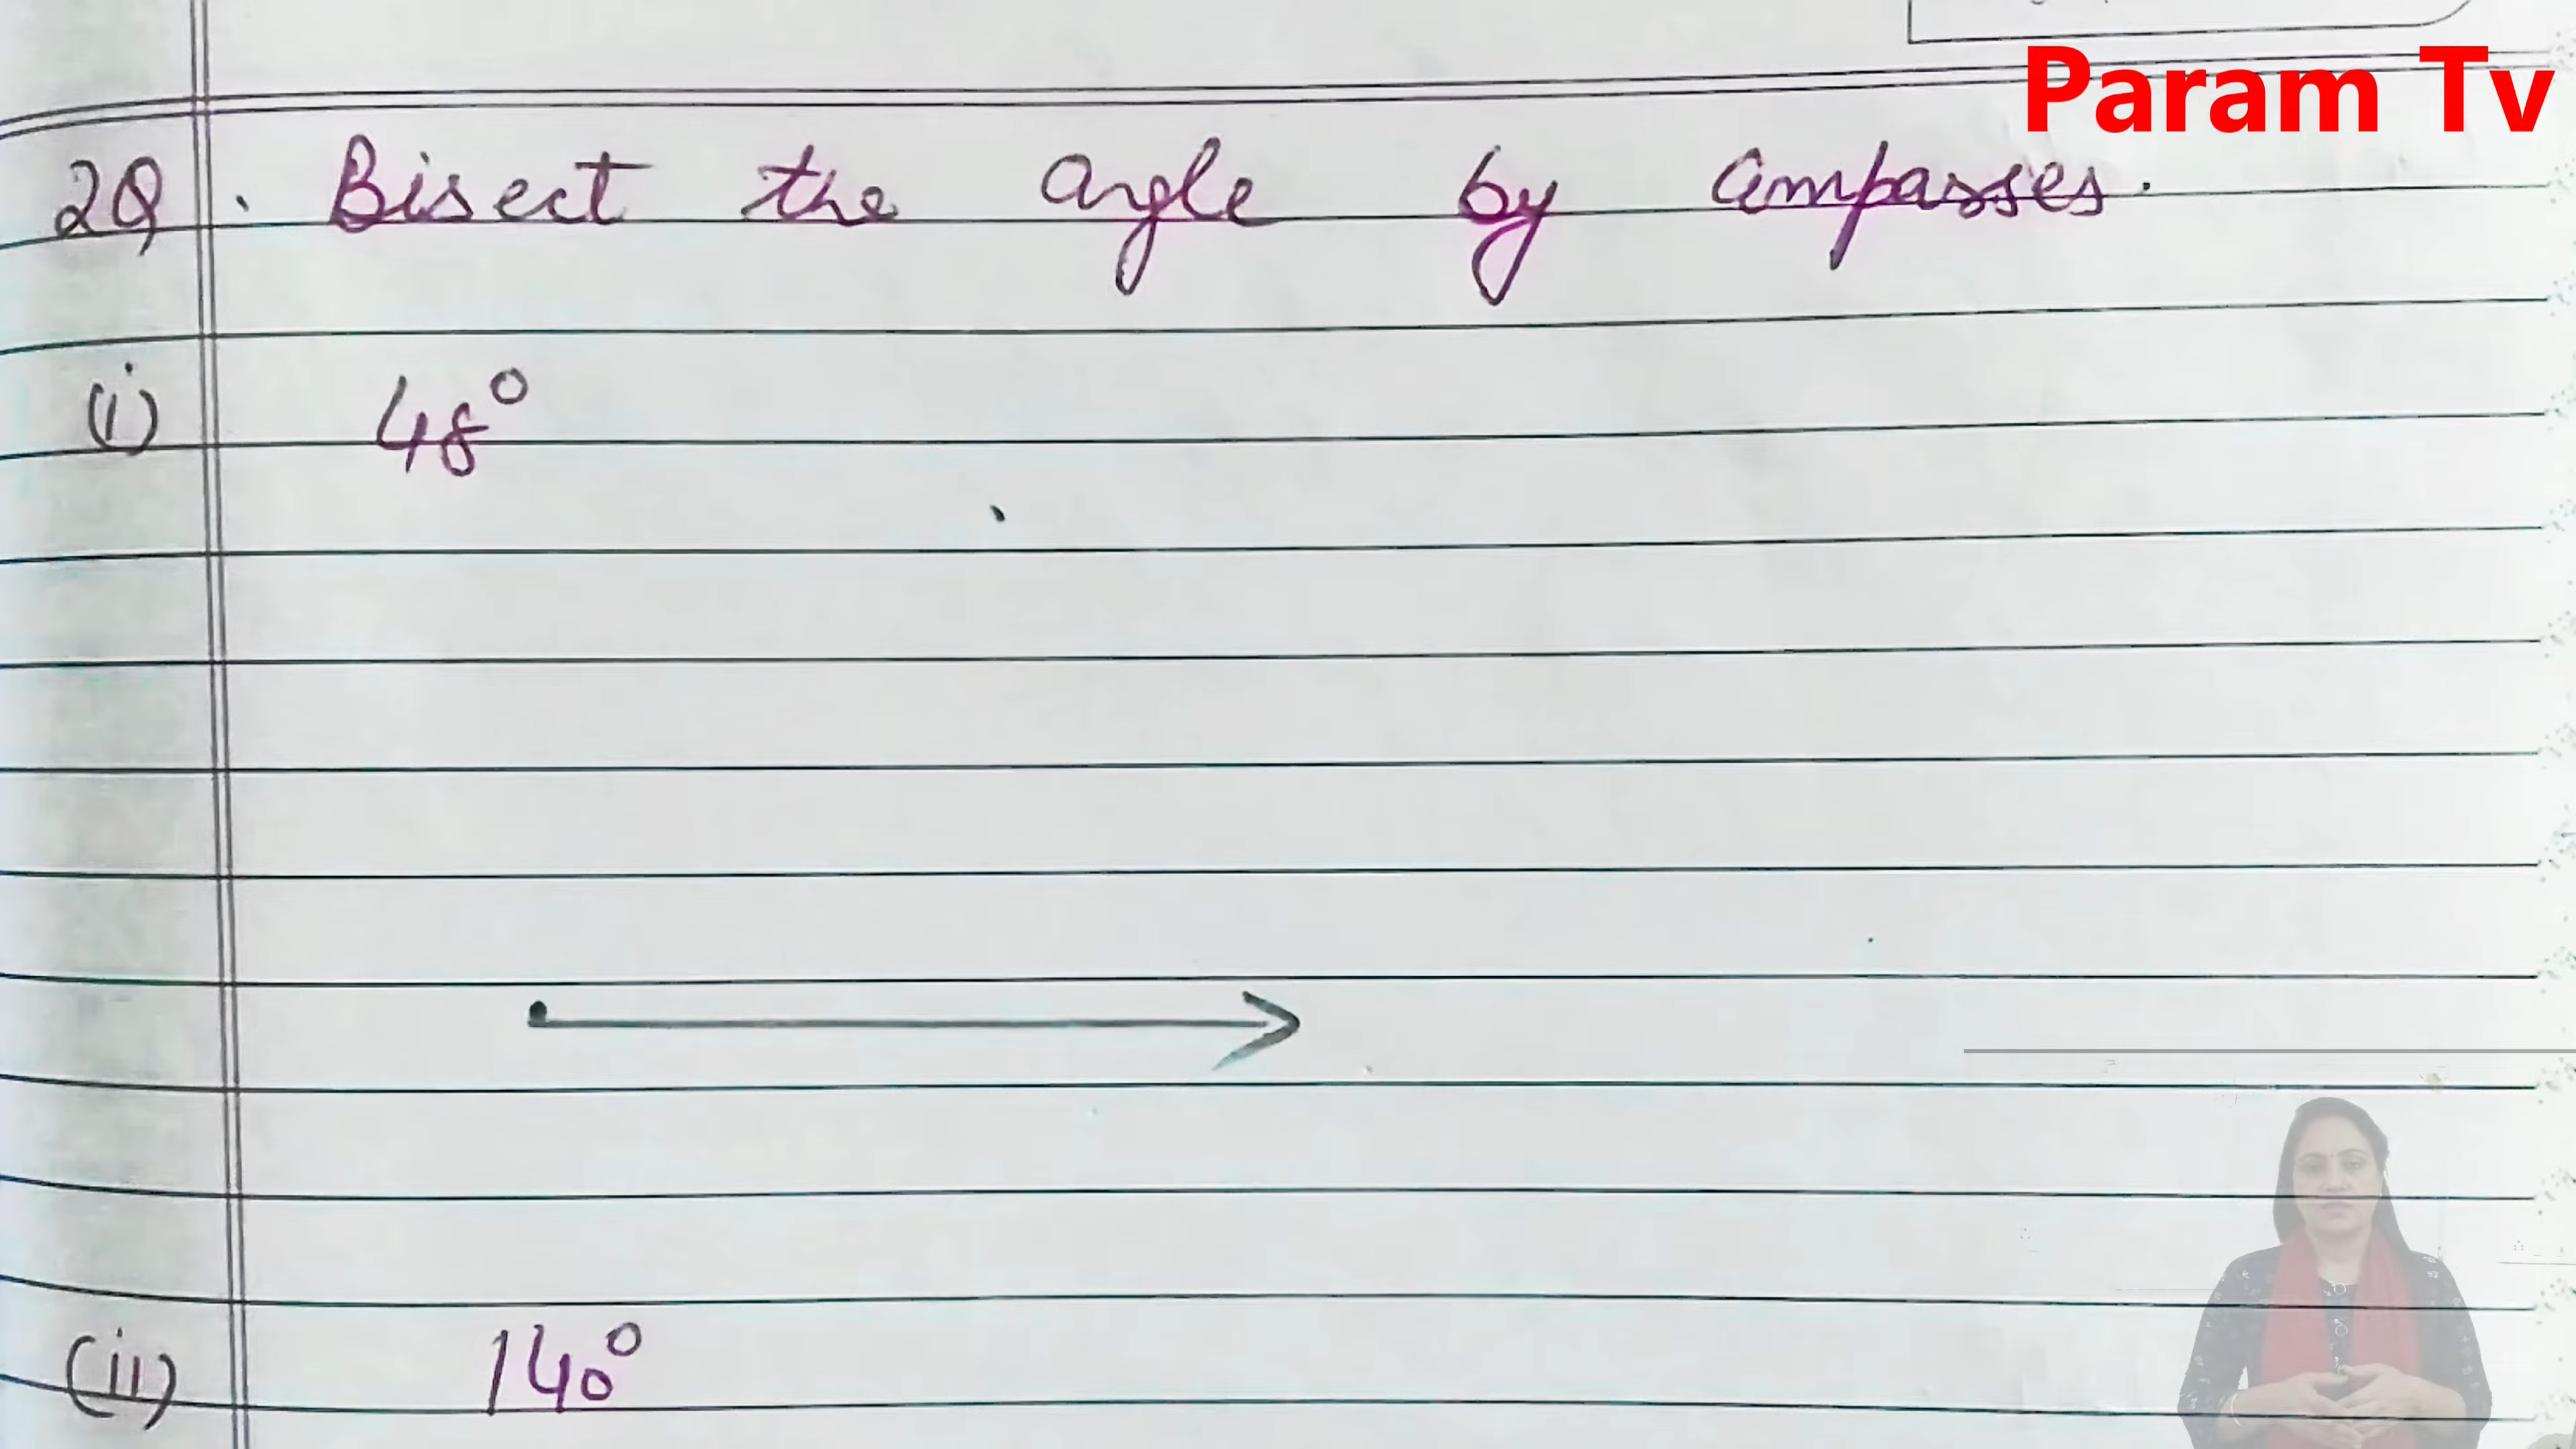 Param Tv
2Q. Bisect the angle by compasses.
(i) 48°
(ii) 140°